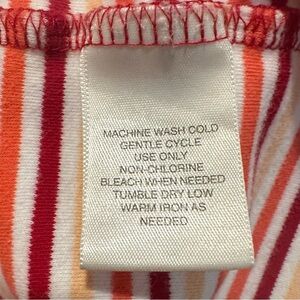 MACHINE WASH COLD
GENTLE CYCLE
USE ONLY
NON-CHLORINE
BLEACH WHEN NEEDED
TUMBLE DRY LOW
WARM IRON AS
NEEDED